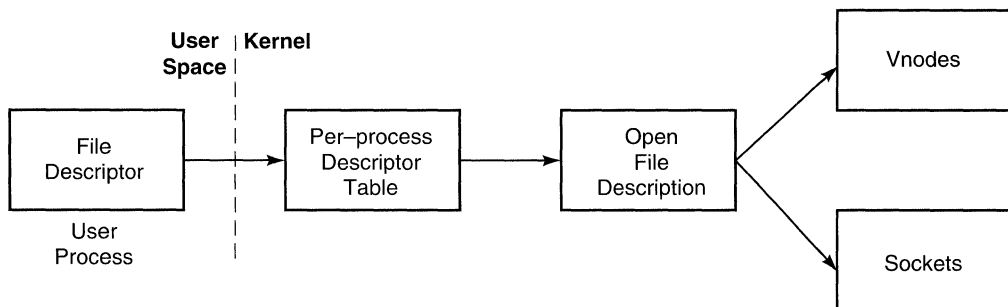 User
Space
Kernel
File
Descriptor
User
Process
Per–process
Descriptor
Table
Open
File
Description
Vnodes
Sockets